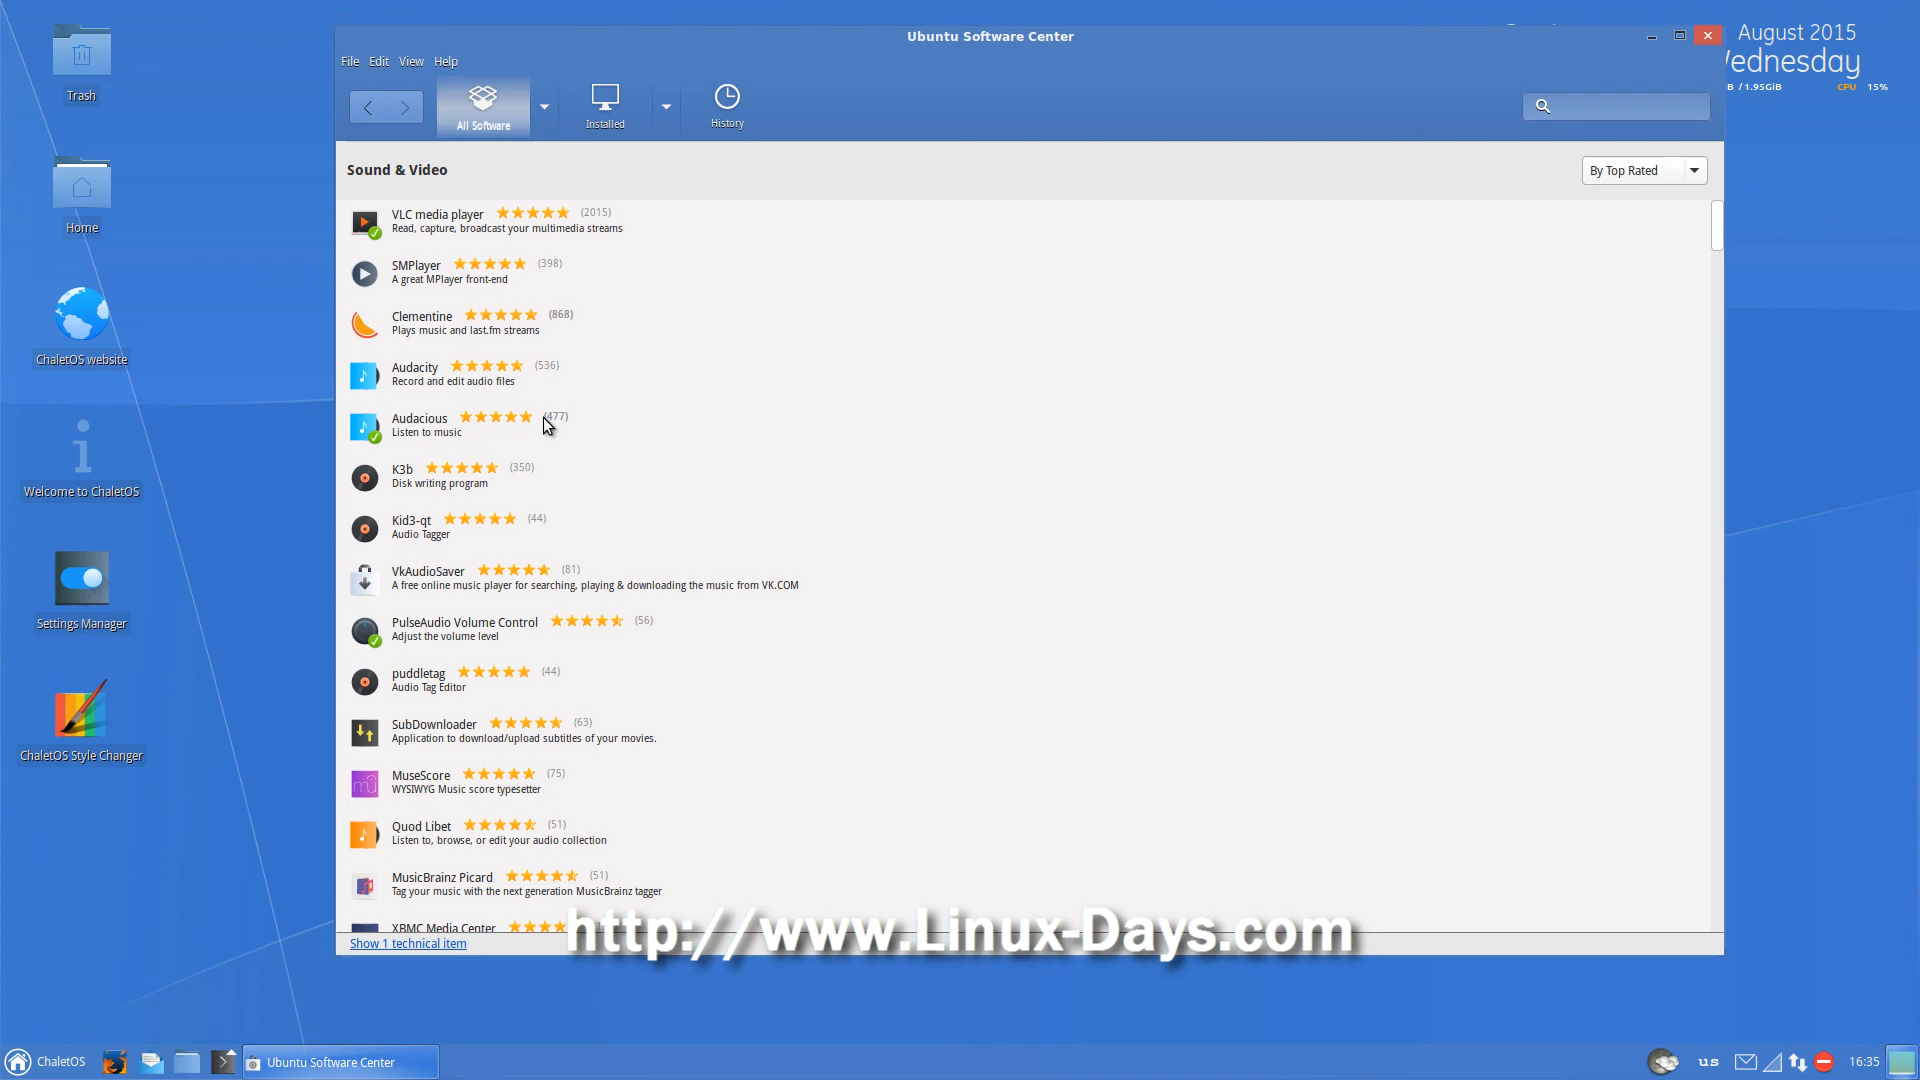 Ubuntu Software Center
August 2015
ednesday
B / 1.95GiB CPU 15%
File Edit View Help
All Software
Installed
History
Sound & Video
By Top Rated
VLC media player (2015)
Read, capture, broadcast your multimedia streams
SMPlayer (398)
A great MPlayer front-end
Clementine (868)
Plays music and last.fm streams
Audacity (536)
Record and edit audio files
Audacious (477)
Listen to music
K3b (350)
Disk writing program
Kid3-qt (44)
Audio Tagger
VkAudioSaver (81)
A free online music player for searching, playing & downloading the music from VK.COM
PulseAudio Volume Control (56)
Adjust the volume level
puddletag (44)
Audio Tag Editor
SubDownloader (63)
Application to download/upload subtitles of your movies.
MuseScore (75)
WYSIWYG Music score typesetter
Quod Libet (51)
Listen to, browse, or edit your audio collection
MusicBrainz Picard (51)
Tag your music with the next generation MusicBrainz tagger
XBMC Media Center
Show 1 technical item
http://www.Linux-Days.com
Trash
Home
ChaletOS website
Welcome to ChaletOS
Settings Manager
ChaletOS Style Changer
ChaletOS
Ubuntu Software Center
us
16:35